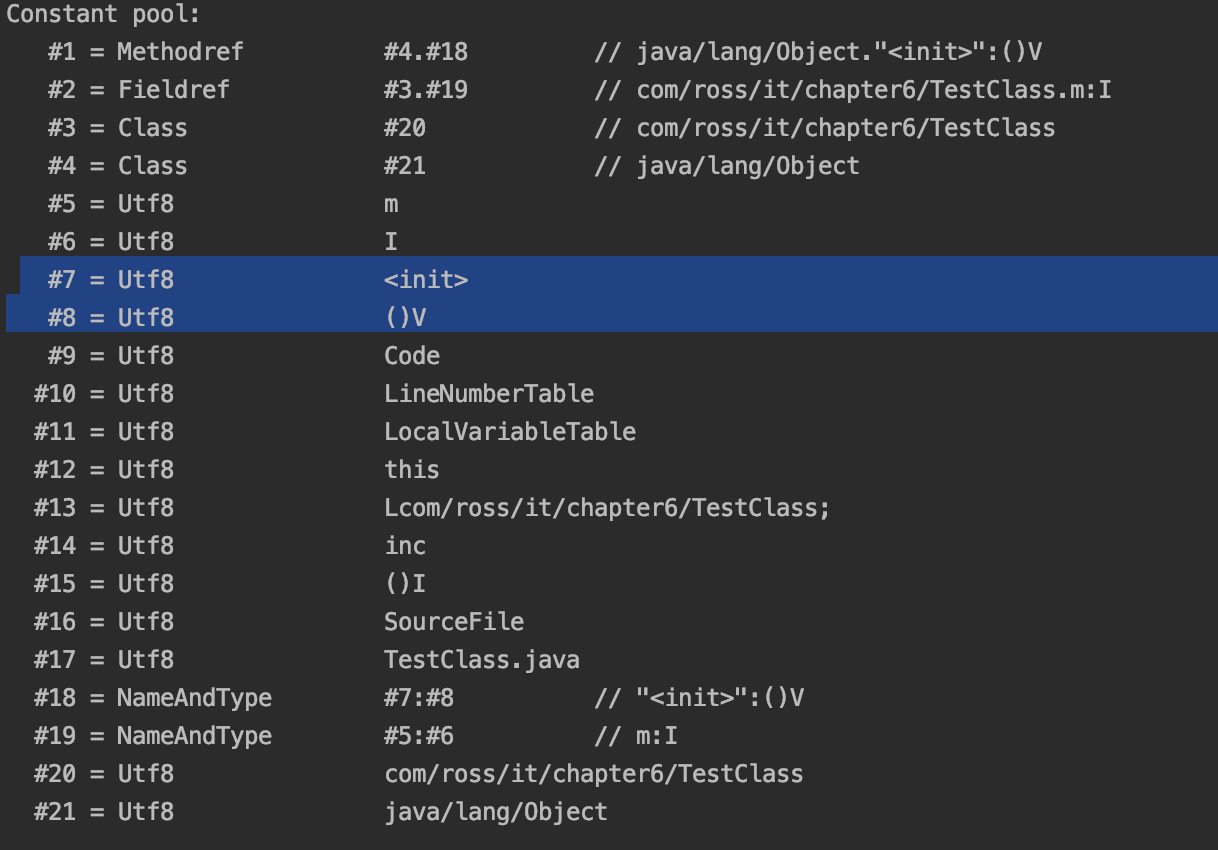 Constant pool:
#1 = Methodref #4.#18 // java/lang/Object."<init>":()V
#2 = Fieldref #3.#19 // com/ross/it/chapter6/TestClass.m:I
#3 = Class #20 // com/ross/it/chapter6/TestClass
#4 = Class #21 // java/lang/Object
#5 = Utf8 m
#6 = Utf8 I
#7 = Utf8 <init>
#8 = Utf8 ()V
#9 = Utf8 Code
#10 = Utf8 LineNumberTable
#11 = Utf8 LocalVariableTable
#12 = Utf8 this
#13 = Utf8 Lcom/ross/it/chapter6/TestClass;
#14 = Utf8 inc
#15 = Utf8 ()I
#16 = Utf8 SourceFile
#17 = Utf8 TestClass.java
#18 = NameAndType #7:#8 // "<init>":()V
#19 = NameAndType #5:#6 // m:I
#20 = Utf8 com/ross/it/chapter6/TestClass
#21 = Utf8 java/lang/Object